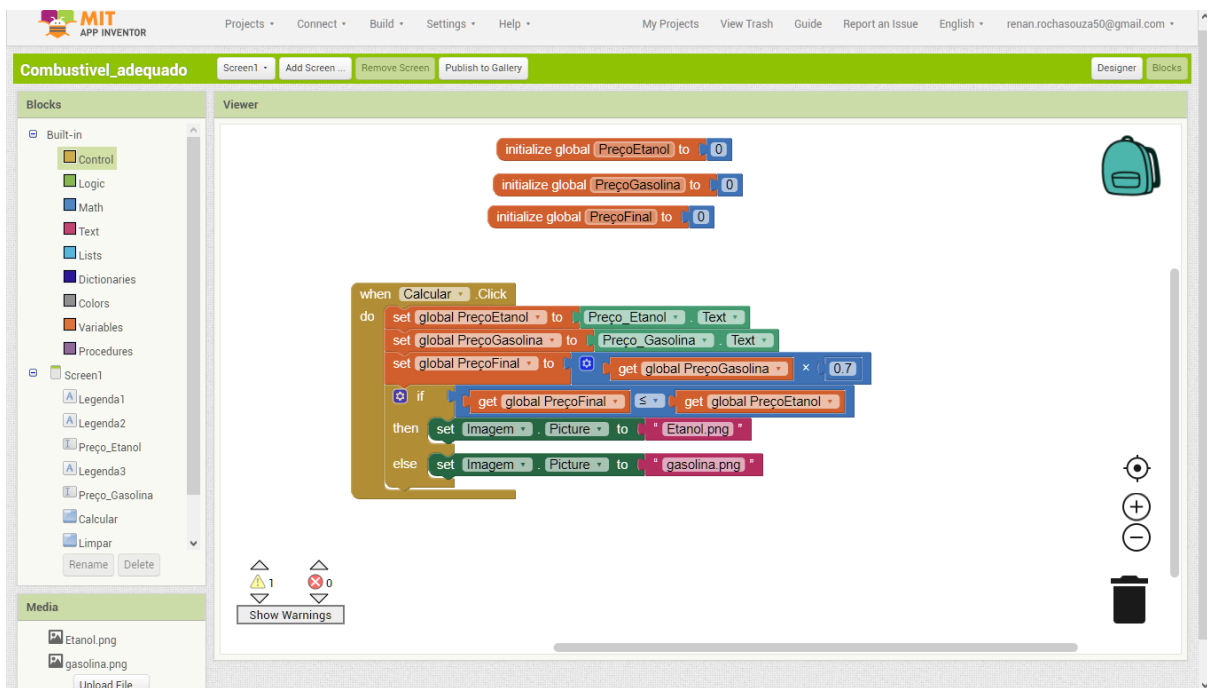 MIT
APP INVENTOR
Projects
Connect
Build
Settings
Help
My Projects
View Trash
Guide
Report an Issue
English
renan.rochasouza50@gmail.com
Combustivel_adequado
Screen1
Add Screen ...
Remove Screen
Publish to Gallery
Designer
Blocks
Blocks
Built-in
Control
Logic
Math
Text
Lists
Dictionaries
Colors
Variables
Procedures
Screen1
Legenda1
Legenda2
Preço_Etanol
Legenda3
Preço_Gasolina
Calcular
Limpar
Rename
Delete
Media
Etanol.png
gasolina.png
Upload File ...
Viewer
initialize global PreçoEtanol to 0
initialize global PreçoGasolina to 0
initialize global PreçoFinal to 0
when Calcular .Click
do set global PreçoEtanol to Preço_Etanol . Text
set global PreçoGasolina to Preço_Gasolina . Text
set global PreçoFinal to get global PreçoGasolina × 0.7
if get global PreçoFinal ≤ get global PreçoEtanol
then set Imagem . Picture to " Etanol.png "
else set Imagem . Picture to " gasolina.png "
1
0
Show Warnings